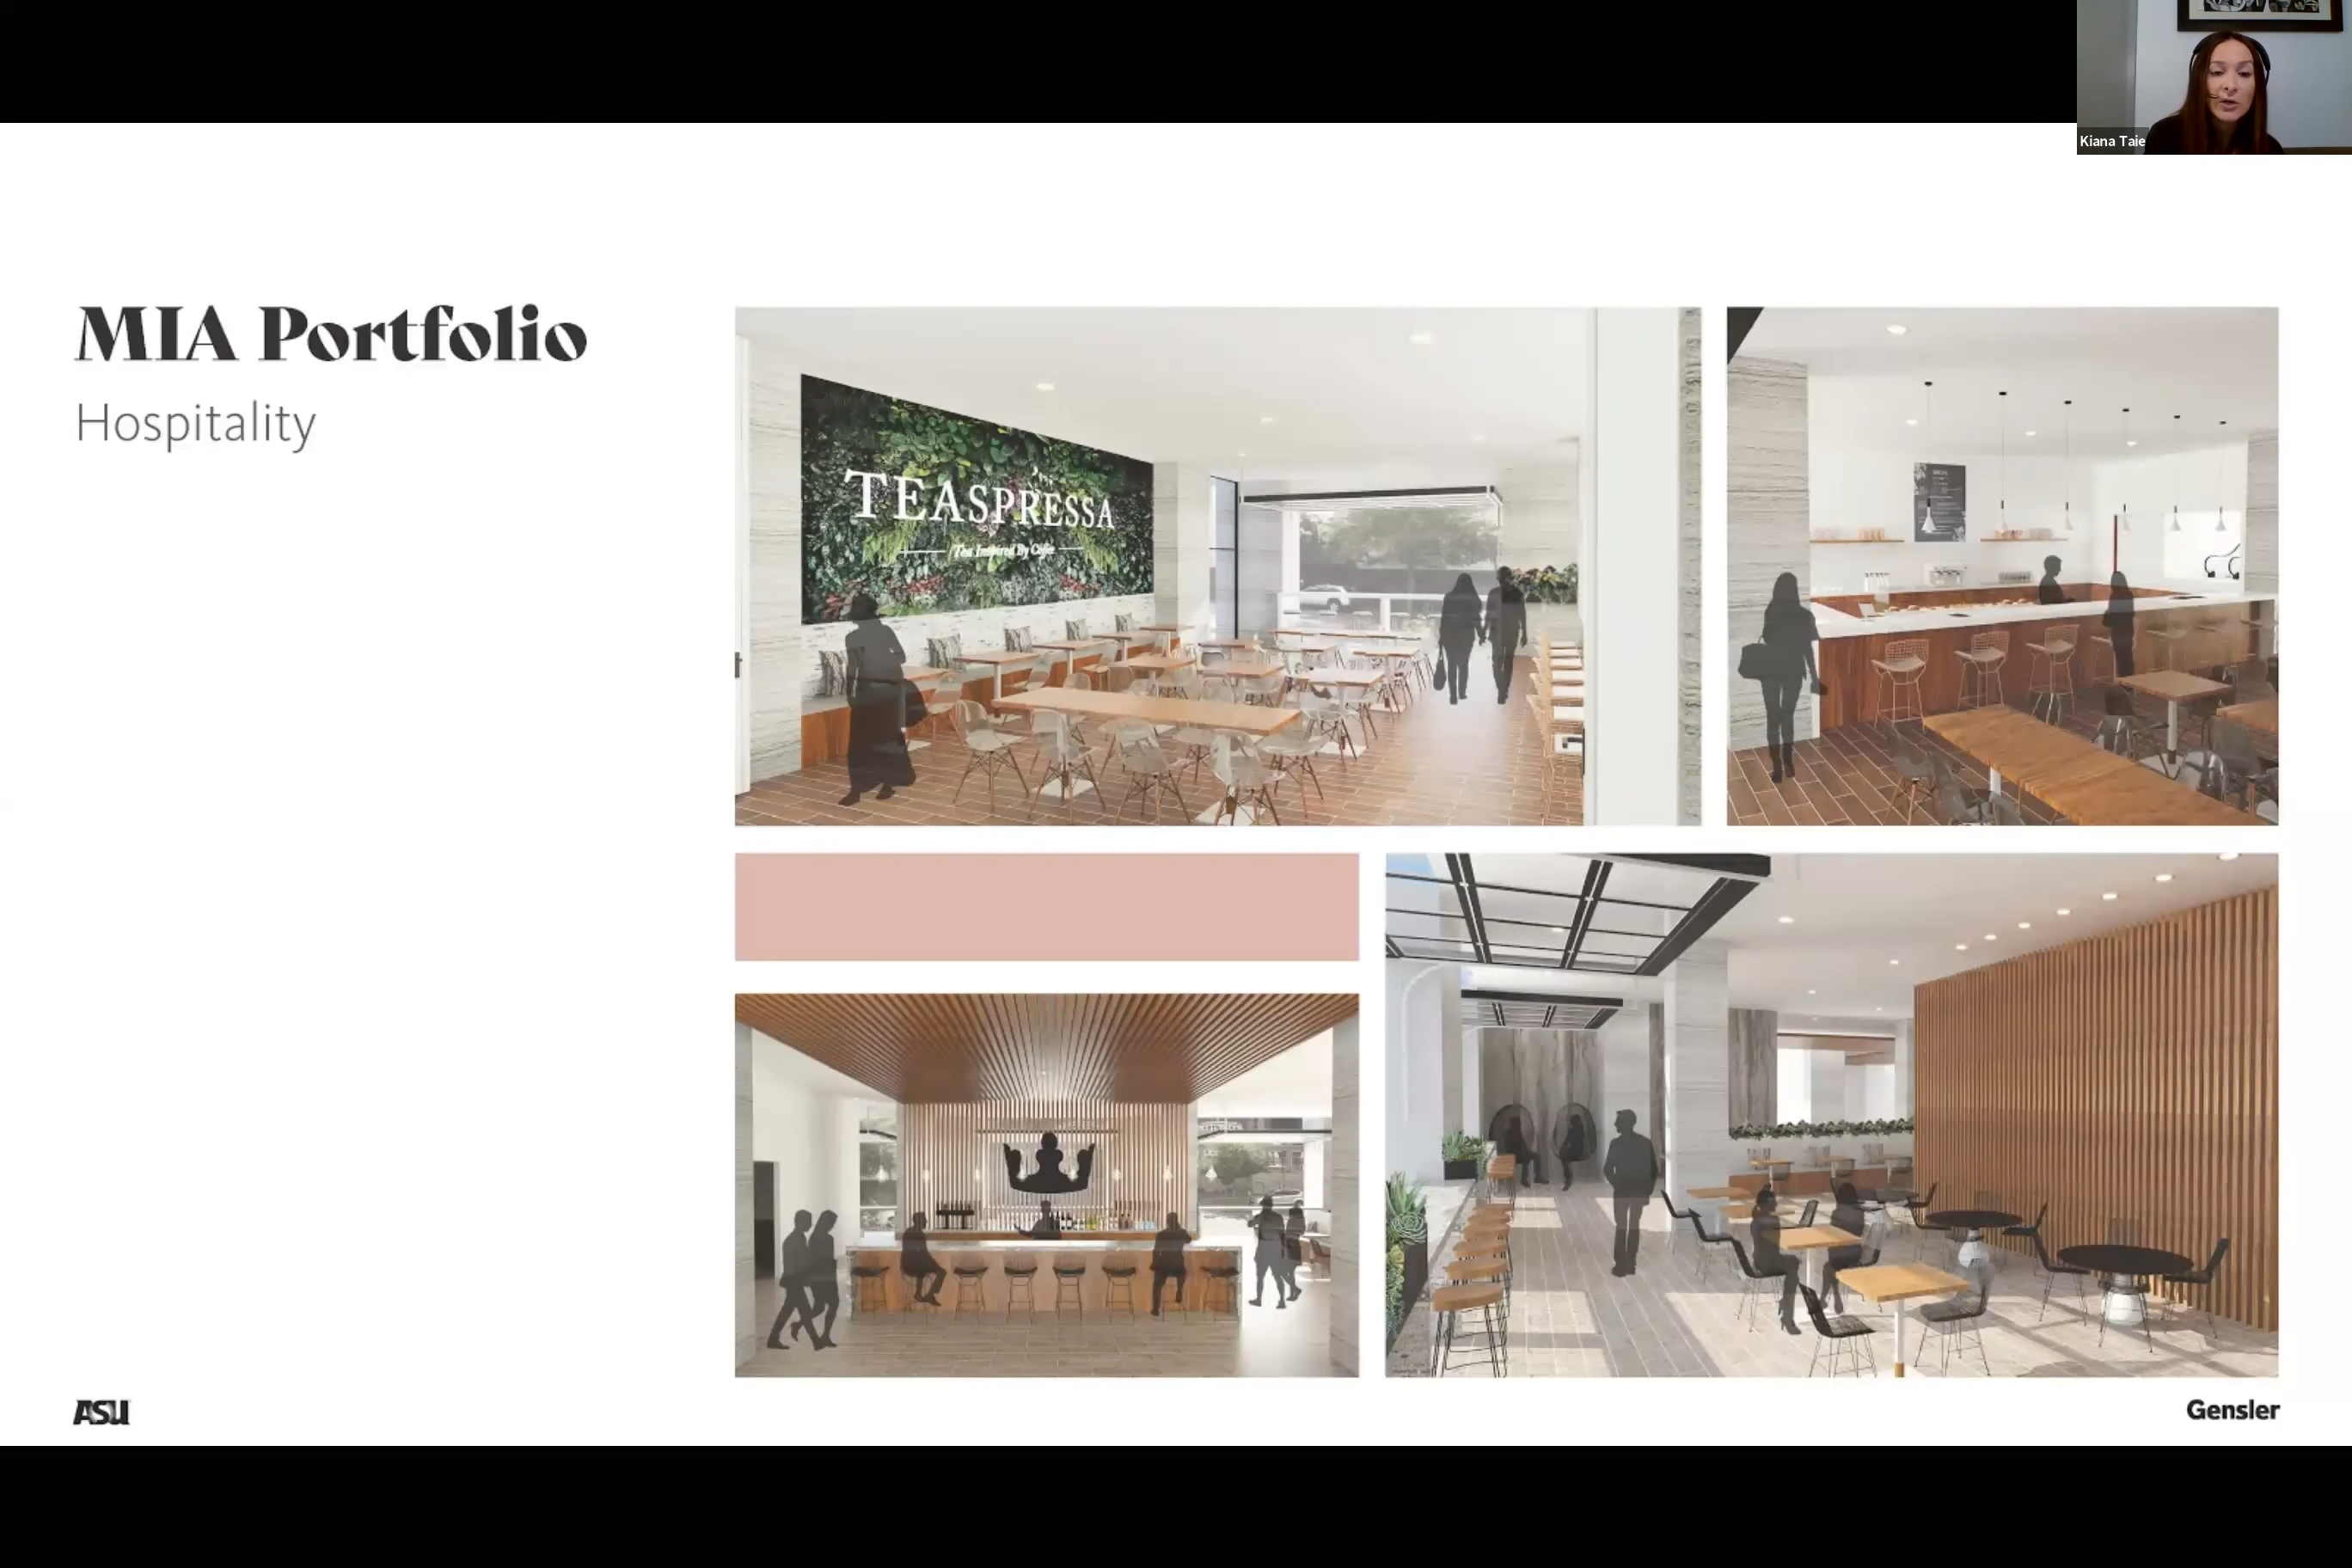 Kiana Taie
MIA Portfolio
Hospitality
TEASPRESSA
Tea Inspired By Coffee
ASU
Gensler